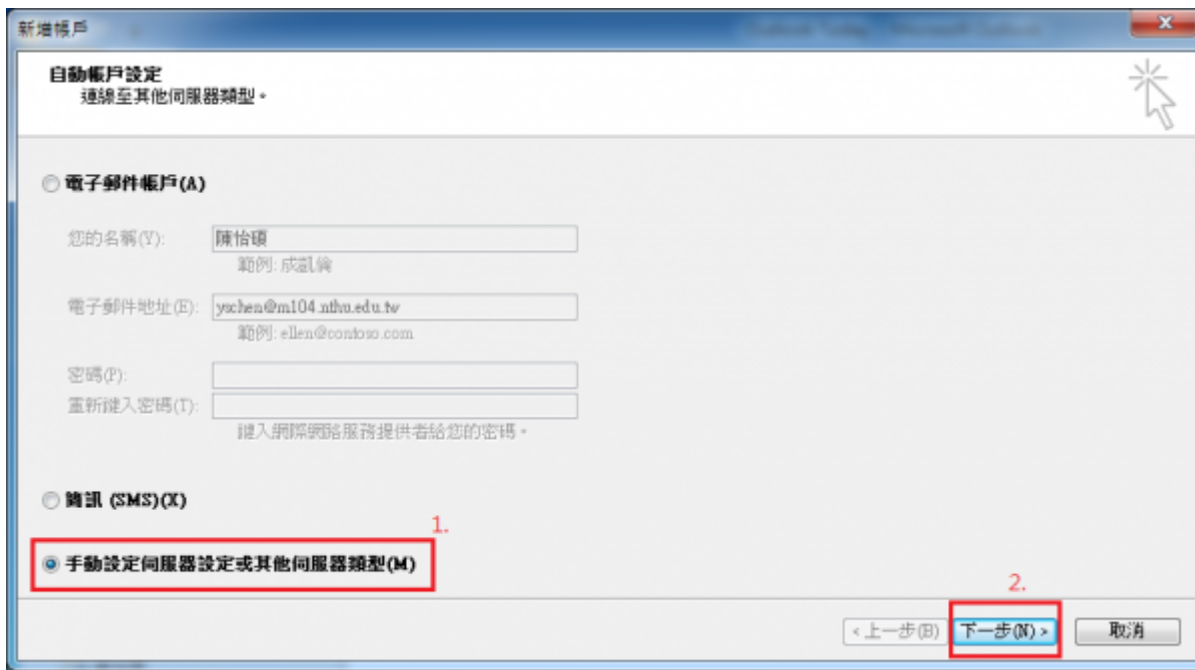 新增帳戶
自動帳戶設定
連線至其他伺服器類型。
電子郵件帳戶(A)
您的名稱(Y): 陳怡碩
範例: 成凱倫
電子郵件地址(E): yschen@m104.nthu.edu.tw
範例: ellen@contoso.com
密碼(P):
重新鍵入密碼(T):
鍵入網際網路服務提供者給您的密碼。
簡訊 (SMS)(X)
1.
手動設定伺服器設定或其他伺服器類型(M)
2.
<上一步(B) 下一步(N)> 取消